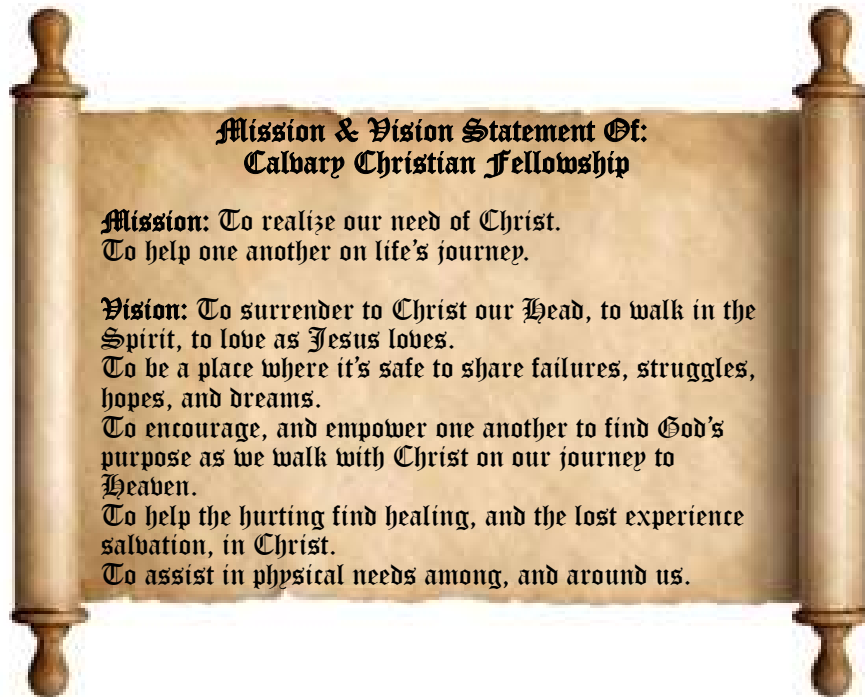 Mission & Vision Statement Of:
Calvary Christian Fellowship
Mission: To realize our need of Christ.
To help one another on life's journey.
Vision: To surrender to Christ our Head, to walk in the
Spirit, to love as Jesus loves.
To be a place where it's safe to share failures, struggles,
hopes, and dreams.
To encourage, and empower one another to find God's
purpose as we walk with Christ on our journey to
Heaven.
To help the hurting find healing, and the lost experience
salvation, in Christ.
To assist in physical needs among, and around us.